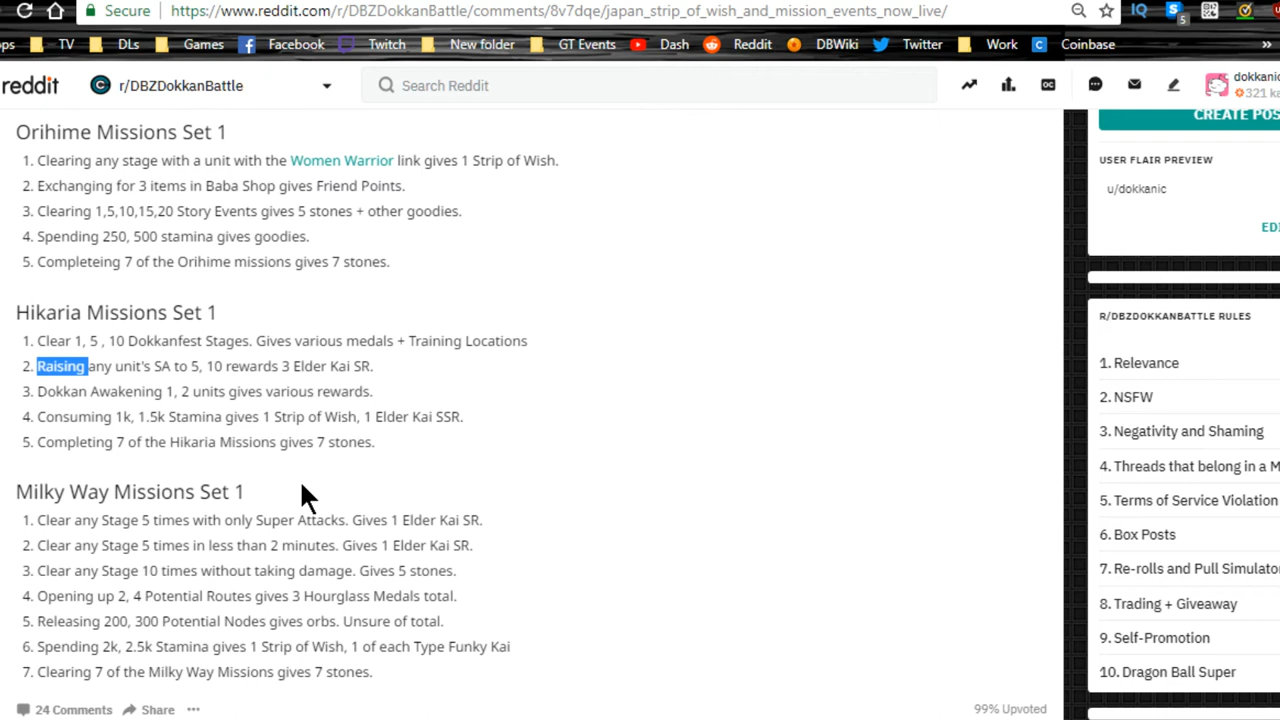 Secure https://www.reddit.com/r/DBZDokkanBattle/comments/8v7dqe/japan_strip_of_wish_and_mission_events_now_live/
TV DLs Games Facebook Twitch New folder GT Events Dash Reddit DBWiki Twitter Work Coinbase »
reddit r/DBZDokkanBattle Search Reddit
dokkanic
321 ka
CREATE POS
USER FLAIR PREVIEW
u/dokkanic
EDI
Orihime Missions Set 1
1. Clearing any stage with a unit with the Women Warrior link gives 1 Strip of Wish.
2. Exchanging for 3 items in Baba Shop gives Friend Points.
3. Clearing 1,5,10,15,20 Story Events gives 5 stones + other goodies.
4. Spending 250, 500 stamina gives goodies.
5. Completeing 7 of the Orihime missions gives 7 stones.
Hikaria Missions Set 1
1. Clear 1, 5 , 10 Dokkanfest Stages. Gives various medals + Training Locations
2. Raising any unit's SA to 5, 10 rewards 3 Elder Kai SR.
3. Dokkan Awakening 1, 2 units gives various rewards.
4. Consuming 1k, 1.5k Stamina gives 1 Strip of Wish, 1 Elder Kai SSR.
5. Completing 7 of the Hikaria Missions gives 7 stones.
Milky Way Missions Set 1
1. Clear any Stage 5 times with only Super Attacks. Gives 1 Elder Kai SR.
2. Clear any Stage 5 times in less than 2 minutes. Gives 1 Elder Kai SR.
3. Clear any Stage 10 times without taking damage. Gives 5 stones.
4. Opening up 2, 4 Potential Routes gives 3 Hourglass Medals total.
5. Releasing 200, 300 Potential Nodes gives orbs. Unsure of total.
6. Spending 2k, 2.5k Stamina gives 1 Strip of Wish, 1 of each Type Funky Kai
7. Clearing 7 of the Milky Way Missions gives 7 stones.
24 Comments Share ··· 99% Upvoted
R/DBZDOKKANBATTLE RULES
1. Relevance
2. NSFW
3. Negativity and Shaming
4. Threads that belong in a M
5. Terms of Service Violation
6. Box Posts
7. Re-rolls and Pull Simulator
8. Trading + Giveaway
9. Self-Promotion
10. Dragon Ball Super